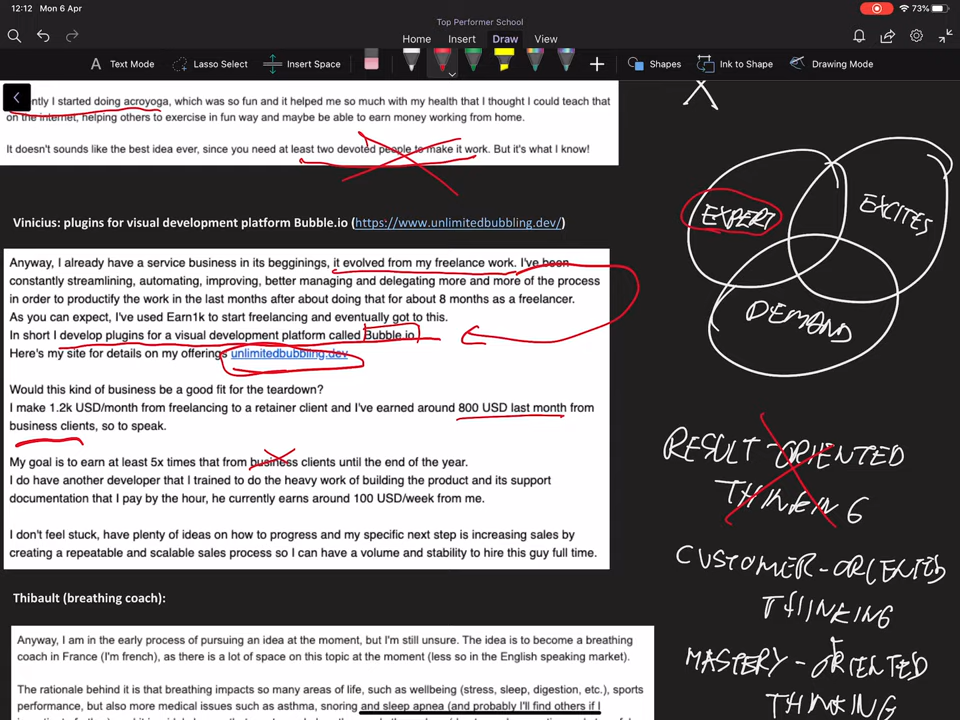 12:12 Mon 6 Apr
73%
Top Performer School
Home Insert Draw View
Text Mode Lasso Select Insert Space Shapes Ink to Shape Drawing Mode
ntly I started doing acroyoga, which was so fun and it helped me so much with my health that I thought I could teach that
on the internet, helping others to exercise in fun way and maybe be able to earn money working from home.
It doesn't sounds like the best idea ever, since you need at least two devoted people to make it work. But it's what I know!
Vinicius: plugins for visual development platform Bubble.io (https://www.unlimitedbubbling.dev/)
Anyway, I already have a service business in its begginings, it evolved from my freelance work. I've been
constantly streamlining, automating, improving, better managing and delegating more and more of the process
in order to productify the work in the last months after about doing that for about 8 months as a freelancer.
As you can expect, I've used Earn1k to start freelancing and eventually got to this.
In short I develop plugins for a visual development platform called Bubble.io
Here's my site for details on my offerings unlimitedbubbling.dev
Would this kind of business be a good fit for the teardown?
I make 1.2k USD/month from freelancing to a retainer client and I've earned around 800 USD last month from
business clients, so to speak.
My goal is to earn at least 5x times that from business clients until the end of the year.
I do have another developer that I trained to do the heavy work of building the product and its support
documentation that I pay by the hour, he currently earns around 100 USD/week from me.
I don't feel stuck, have plenty of ideas on how to progress and my specific next step is increasing sales by
creating a repeatable and scalable sales process so I can have a volume and stability to hire this guy full time.
Thibault (breathing coach):
Anyway, I am in the early process of pursuing an idea at the moment, but I'm still unsure. The idea is to become a breathing
coach in France (I'm french), as there is a lot of space on this topic at the moment (less so in the English speaking market).
The rationale behind it is that breathing impacts so many areas of life, such as wellbeing (stress, sleep, digestion, etc.), sports
performance, but also more medical issues such as asthma, snoring and sleep apnea (and probably I'll find others if I
X
EXPERT
EXCITES
DEMAND
RESULT-ORIENTED
THINKING
CUSTOMER-ORIENTED
THINKING
MASTERY-ORIENTED
THINKING